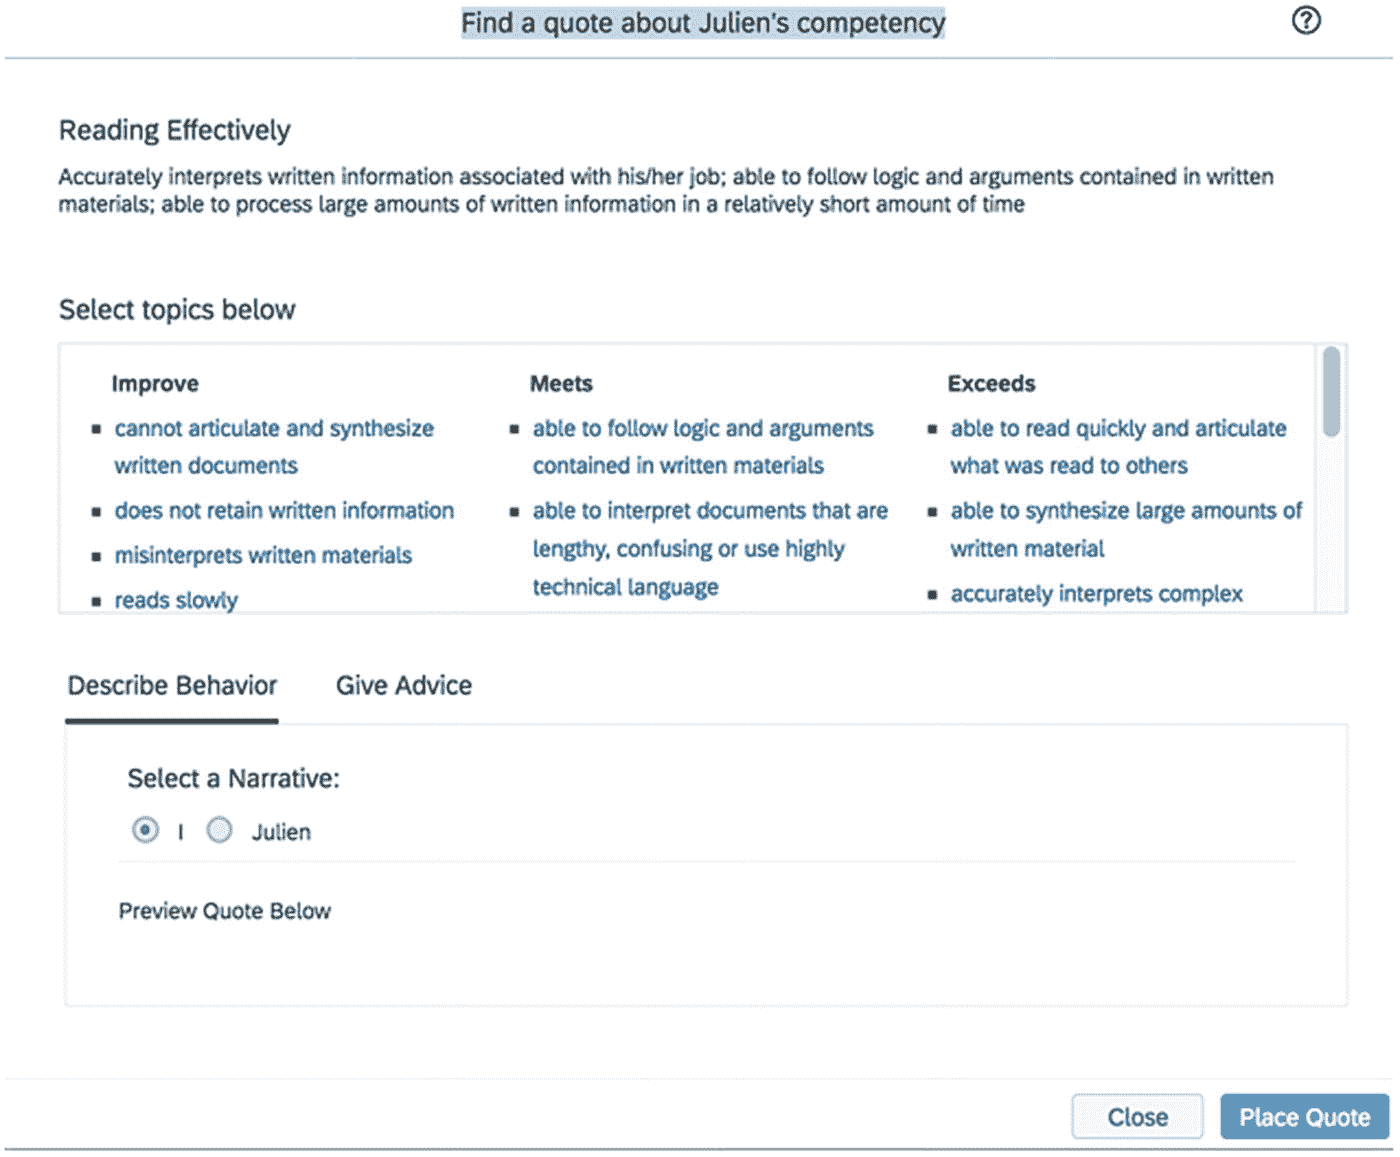 Find a quote about Julien's competency
?
Reading Effectively
Accurately interprets written information associated with his/her job; able to follow logic and arguments contained in written
materials; able to process large amounts of written information in a relatively short amount of time
Select topics below
Improve
cannot articulate and synthesize
written documents
does not retain written information
misinterprets written materials
reads slowly
Meets
able to follow logic and arguments
contained in written materials
able to interpret documents that are
lengthy, confusing or use highly
technical language
Exceeds
able to read quickly and articulate
what was read to others
able to synthesize large amounts of
written material
accurately interprets complex
Describe Behavior
Give Advice
Select a Narrative:
I Julien
Preview Quote Below
Close
Place Quote